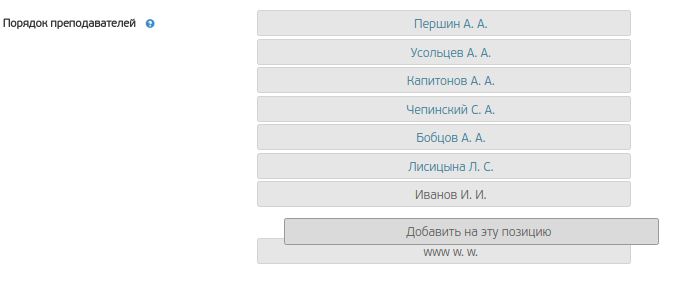 Порядок преподавателей
Першин А. А.
Усольцев А. А.
Капитонов А. А.
Чепинский С. А.
Бобцов А. А.
Лисицына Л. С.
Иванов И. И.
Добавить на эту позицию
www w. w.